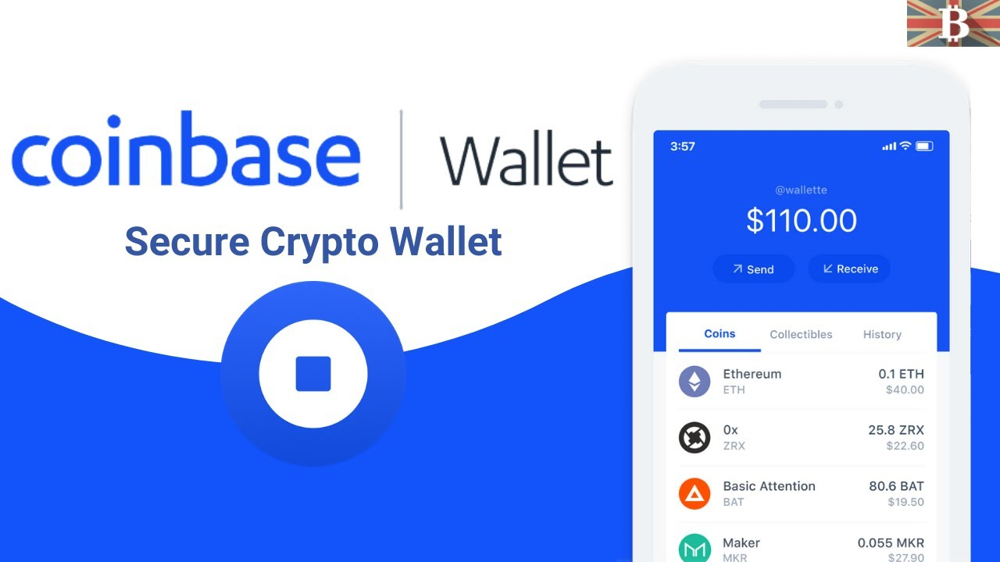 coinbase | Wallet
Secure Crypto Wallet
B
3:57
@wallette
$110.00
Send Receive
Coins Collectibles History
Ethereum 0.1 ETH
ETH $40.00
0x 25.8 ZRX
ZRX $22.60
Basic Attention 80.6 BAT
BAT $19.50
Maker 0.055 MKR
MKR $27.90